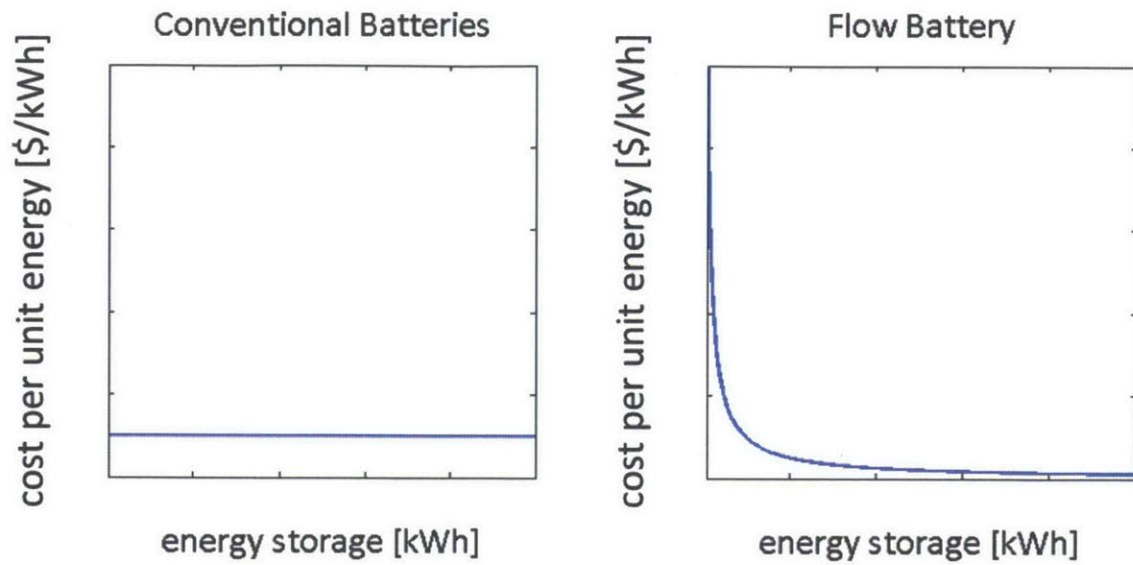 Conventional Batteries
cost per unit energy [$/kWh]
energy storage [kWh]
Flow Battery
cost per unit energy [$/kWh]
energy storage [kWh]